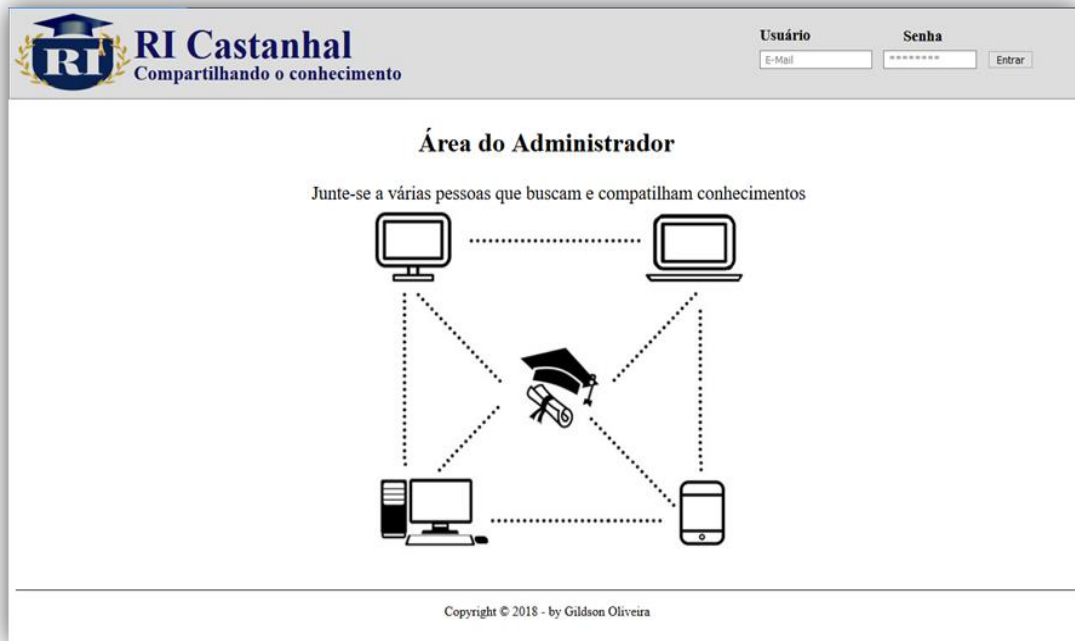 RI
RI Castanhal
Compartilhando o conhecimento
Usuário
Senha
E-Mail
********
Entrar
Área do Administrador
Junte-se a várias pessoas que buscam e compatilham conhecimentos
Copyright © 2018 - by Gildson Oliveira